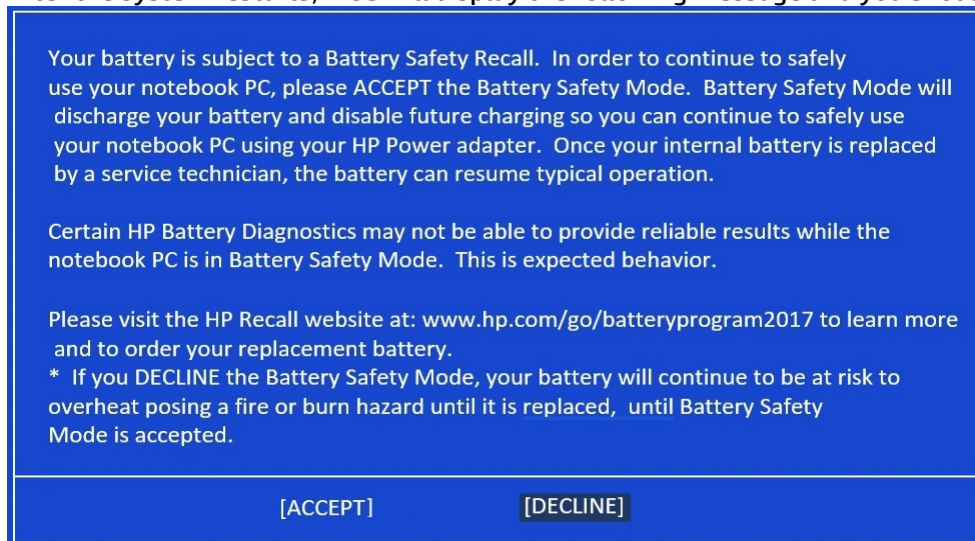 Your battery is subject to a Battery Safety Recall. In order to continue to safely
use your notebook PC, please ACCEPT the Battery Safety Mode. Battery Safety Mode will
discharge your battery and disable future charging so you can continue to safely use
your notebook PC using your HP Power adapter. Once your internal battery is replaced
by a service technician, the battery can resume typical operation.
Certain HP Battery Diagnostics may not be able to provide reliable results while the
notebook PC is in Battery Safety Mode. This is expected behavior.
Please visit the HP Recall website at: www.hp.com/go/batteryprogram2017 to learn more
and to order your replacement battery.
* If you DECLINE the Battery Safety Mode, your battery will continue to be at risk to
overheat posing a fire or burn hazard until it is replaced, until Battery Safety
Mode is accepted.
[ACCEPT] [DECLINE]